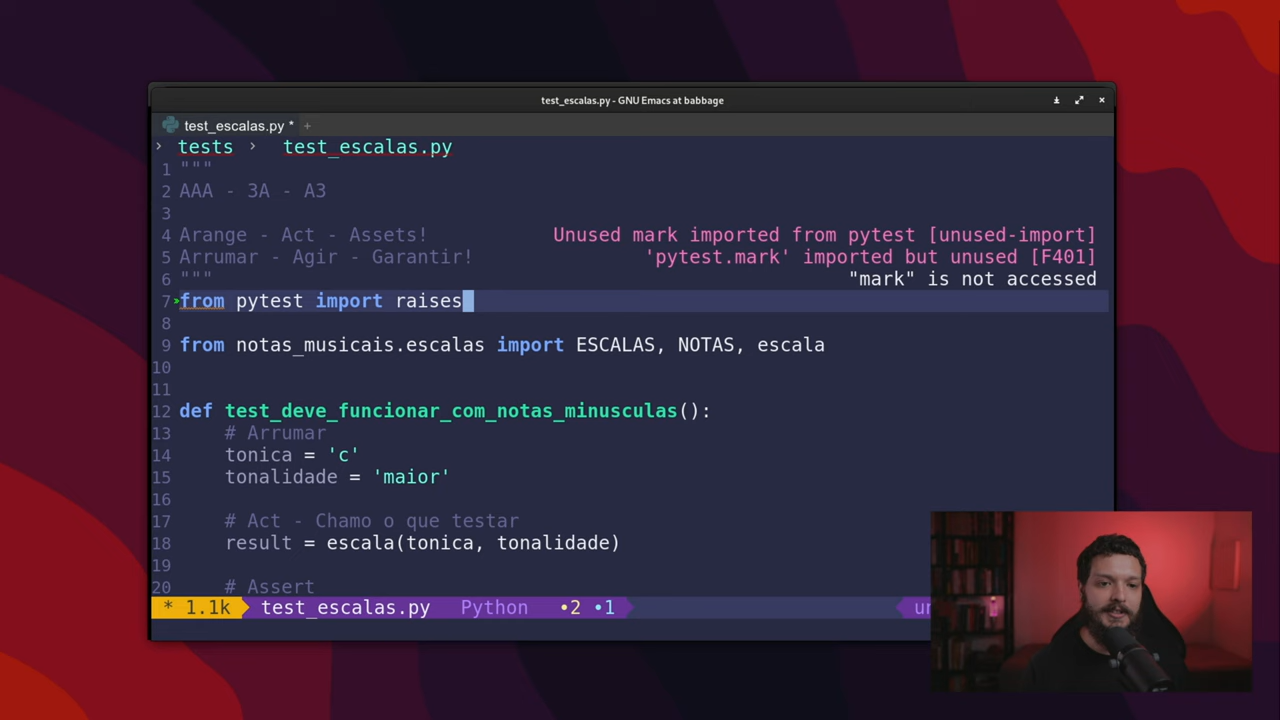 test_escalas.py - GNU Emacs at babbage
test_escalas.py * +
› tests › test_escalas.py
1 """
2 AAA - 3A - A3
3
4 Arange - Act - Assets! Unused mark imported from pytest [unused-import]
5 Arrumar - Agir - Garantir! 'pytest.mark' imported but unused [F401]
6 """ "mark" is not accessed
7 from pytest import raises
8
9 from notas_musicais.escalas import ESCALAS, NOTAS, escala
10
11
12 def test_deve_funcionar_com_notas_minusculas():
13 # Arrumar
14 tonica = 'c'
15 tonalidade = 'maior'
16
17 # Act - Chamo o que testar
18 result = escala(tonica, tonalidade)
19
20 # Assert
* 1.1k test_escalas.py Python •2 •1